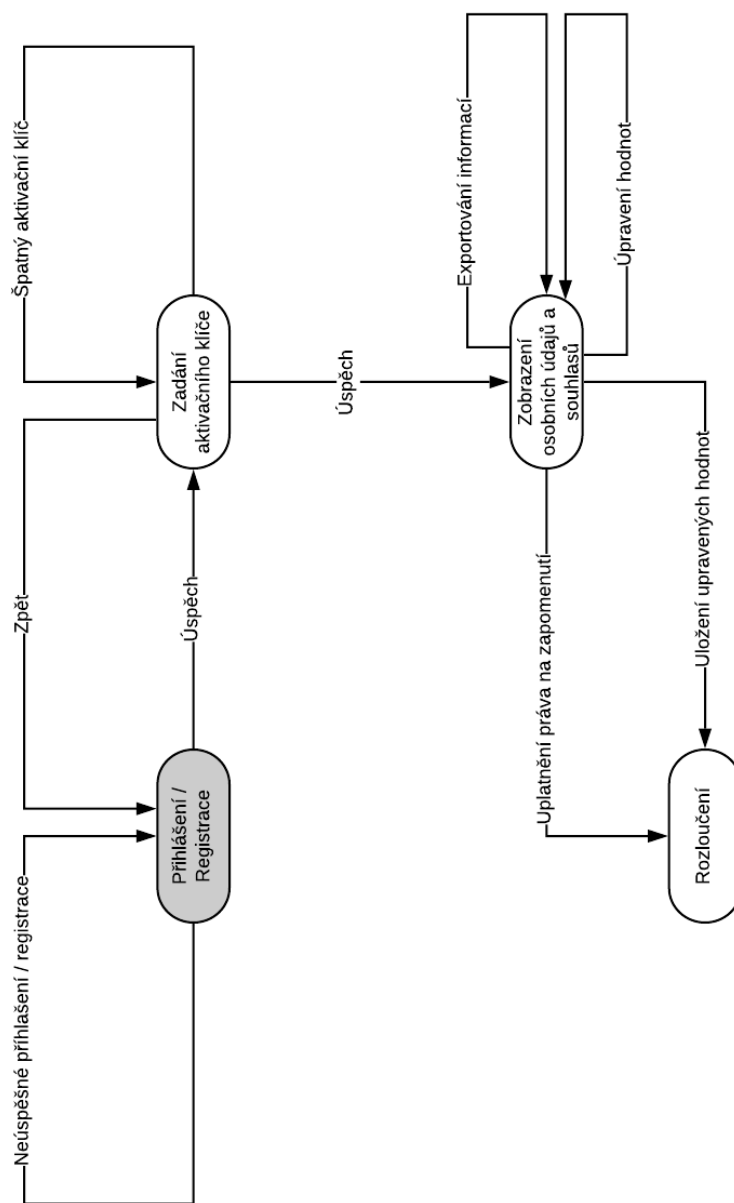 Neúspěšné příhlašení / registrace
Zpět
Špatný aktivační klíč
Přihlášení /
Registrace
Úspěch
Zadání
aktivačního klíče
Úspěch
Exportování informací
Zobrazení
osobních údajů a
souhlasů
Uplatnění práva na zapomenutí
Úpravení hodnot
Rozloučení
Uložení upravených hodnot